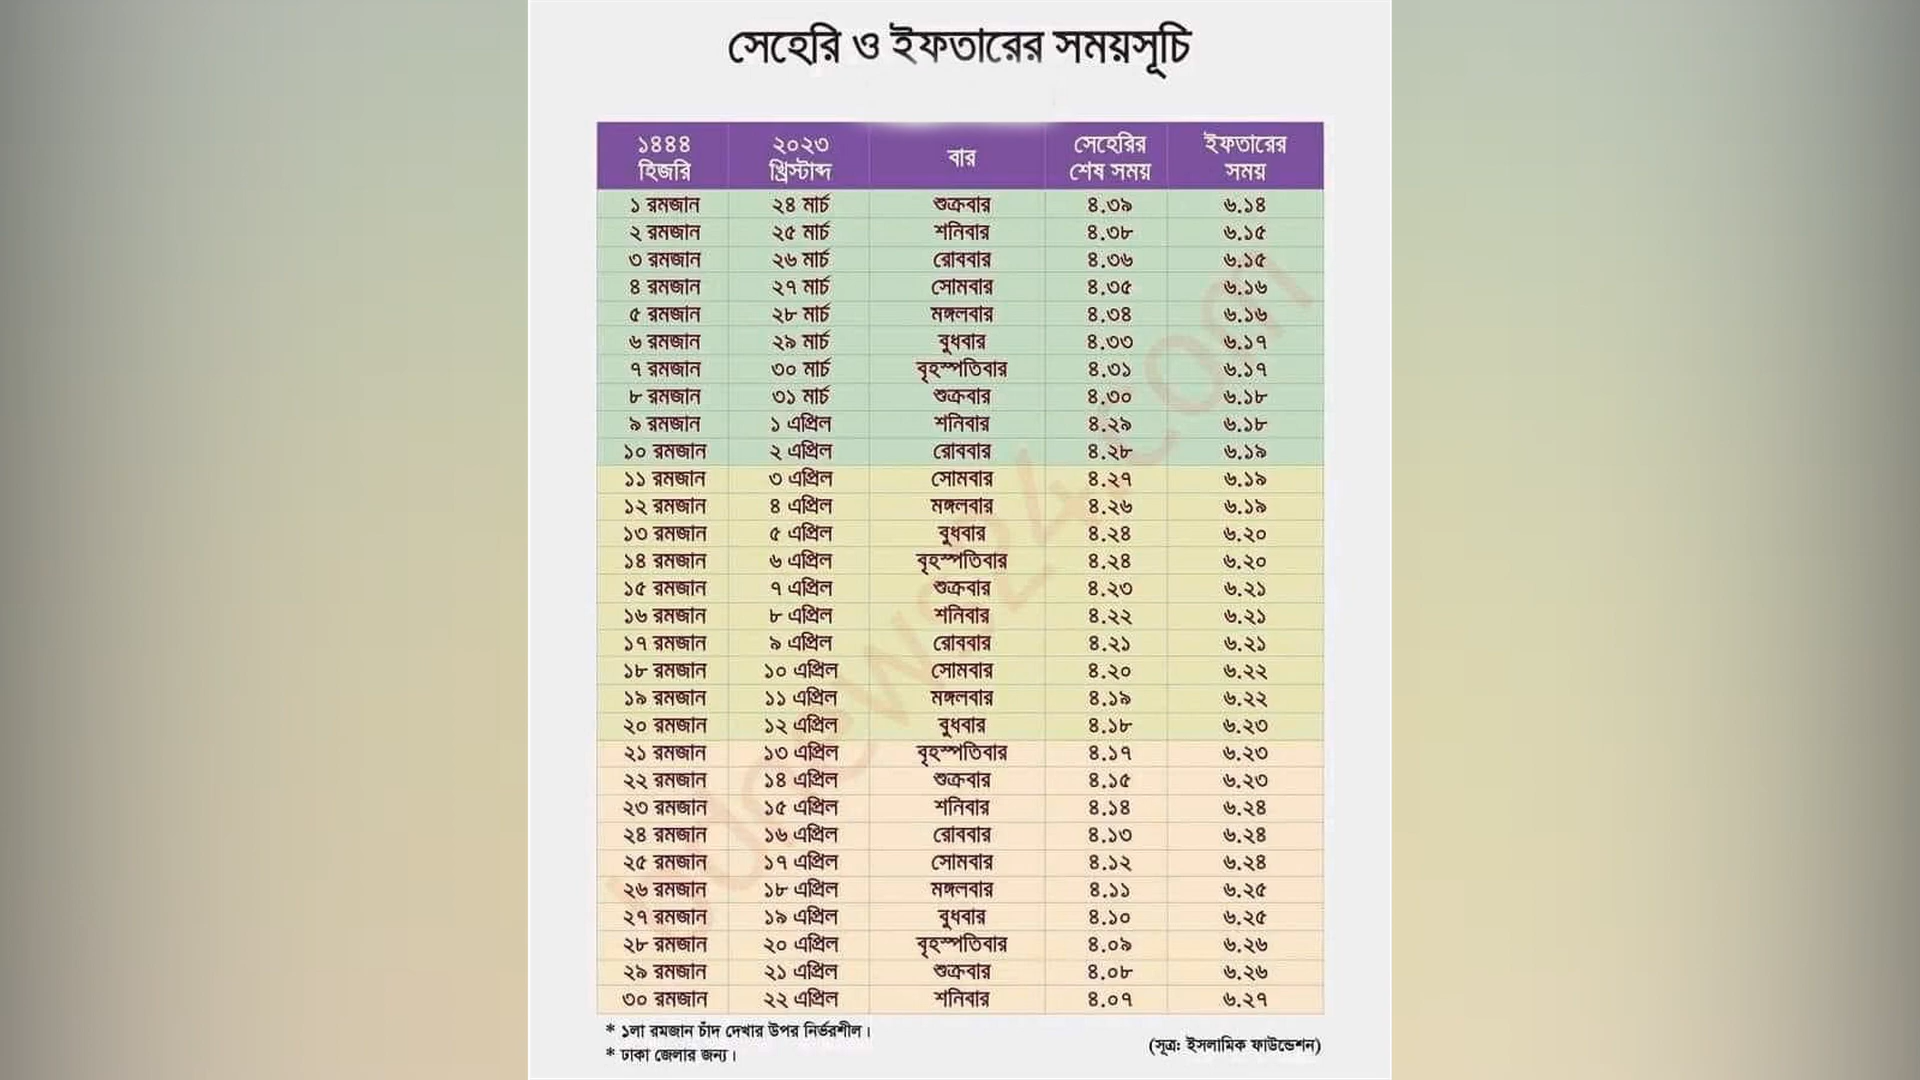 সেহেরি ও ইফতারের সময়সূচি
১৪৪৪ হিজরি ২০২৩ খ্রিস্টাব্দ বার সেহেরির শেষ সময় ইফতারের সময়
১ রমজান ২৪ মার্চ শুক্রবার ৪.৩৯ ৬.১৪
২ রমজান ২৫ মার্চ শনিবার ৪.৩৮ ৬.১৫
৩ রমজান ২৬ মার্চ রোববার ৪.৩৬ ৬.১৫
৪ রমজান ২৭ মার্চ সোমবার ৪.৩৫ ৬.১৬
৫ রমজান ২৮ মার্চ মঙ্গলবার ৪.৩৪ ৬.১৬
৬ রমজান ২৯ মার্চ বুধবার ৪.৩৩ ৬.১৭
৭ রমজান ৩০ মার্চ বৃহস্পতিবার ৪.৩১ ৬.১৭
৮ রমজান ৩১ মার্চ শুক্রবার ৪.৩০ ৬.১৮
৯ রমজান ১ এপ্রিল শনিবার ৪.২৯ ৬.১৮
১০ রমজান ২ এপ্রিল রোববার ৪.২৮ ৬.১৯
১১ রমজান ৩ এপ্রিল সোমবার ৪.২৭ ৬.১৯
১২ রমজান ৪ এপ্রিল মঙ্গলবার ৪.২৬ ৬.১৯
১৩ রমজান ৫ এপ্রিল বুধবার ৪.২৪ ৬.২০
১৪ রমজান ৬ এপ্রিল বৃহস্পতিবার ৪.২৪ ৬.২০
১৫ রমজান ৭ এপ্রিল শুক্রবার ৪.২৩ ৬.২১
১৬ রমজান ৮ এপ্রিল শনিবার ৪.২২ ৬.২১
১৭ রমজান ৯ এপ্রিল রোববার ৪.২১ ৬.২১
১৮ রমজান ১০ এপ্রিল সোমবার ৪.২০ ৬.২২
১৯ রমজান ১১ এপ্রিল মঙ্গলবার ৪.১৯ ৬.২২
২০ রমজান ১২ এপ্রিল বুধবার ৪.১৮ ৬.২৩
২১ রমজান ১৩ এপ্রিল বৃহস্পতিবার ৪.১৭ ৬.২৩
২২ রমজান ১৪ এপ্রিল শুক্রবার ৪.১৫ ৬.২৩
২৩ রমজান ১৫ এপ্রিল শনিবার ৪.১৪ ৬.২৪
২৪ রমজান ১৬ এপ্রিল রোববার ৪.১৩ ৬.২৪
২৫ রমজান ১৭ এপ্রিল সোমবার ৪.১২ ৬.২৪
২৬ রমজান ১৮ এপ্রিল মঙ্গলবার ৪.১১ ৬.২৫
২৭ রমজান ১৯ এপ্রিল বুধবার ৪.১০ ৬.২৫
২৮ রমজান ২০ এপ্রিল বৃহস্পতিবার ৪.০৯ ৬.২৬
২৯ রমজান ২১ এপ্রিল শুক্রবার ৪.০৮ ৬.২৬
৩০ রমজান ২২ এপ্রিল শনিবার ৪.০৭ ৬.২৭
* ১লা রমজান চাঁদ দেখার উপর নির্ভরশীল।
* ঢাকা জেলার জন্য।
(সূত্র: ইসলামিক ফাউন্ডেশন)